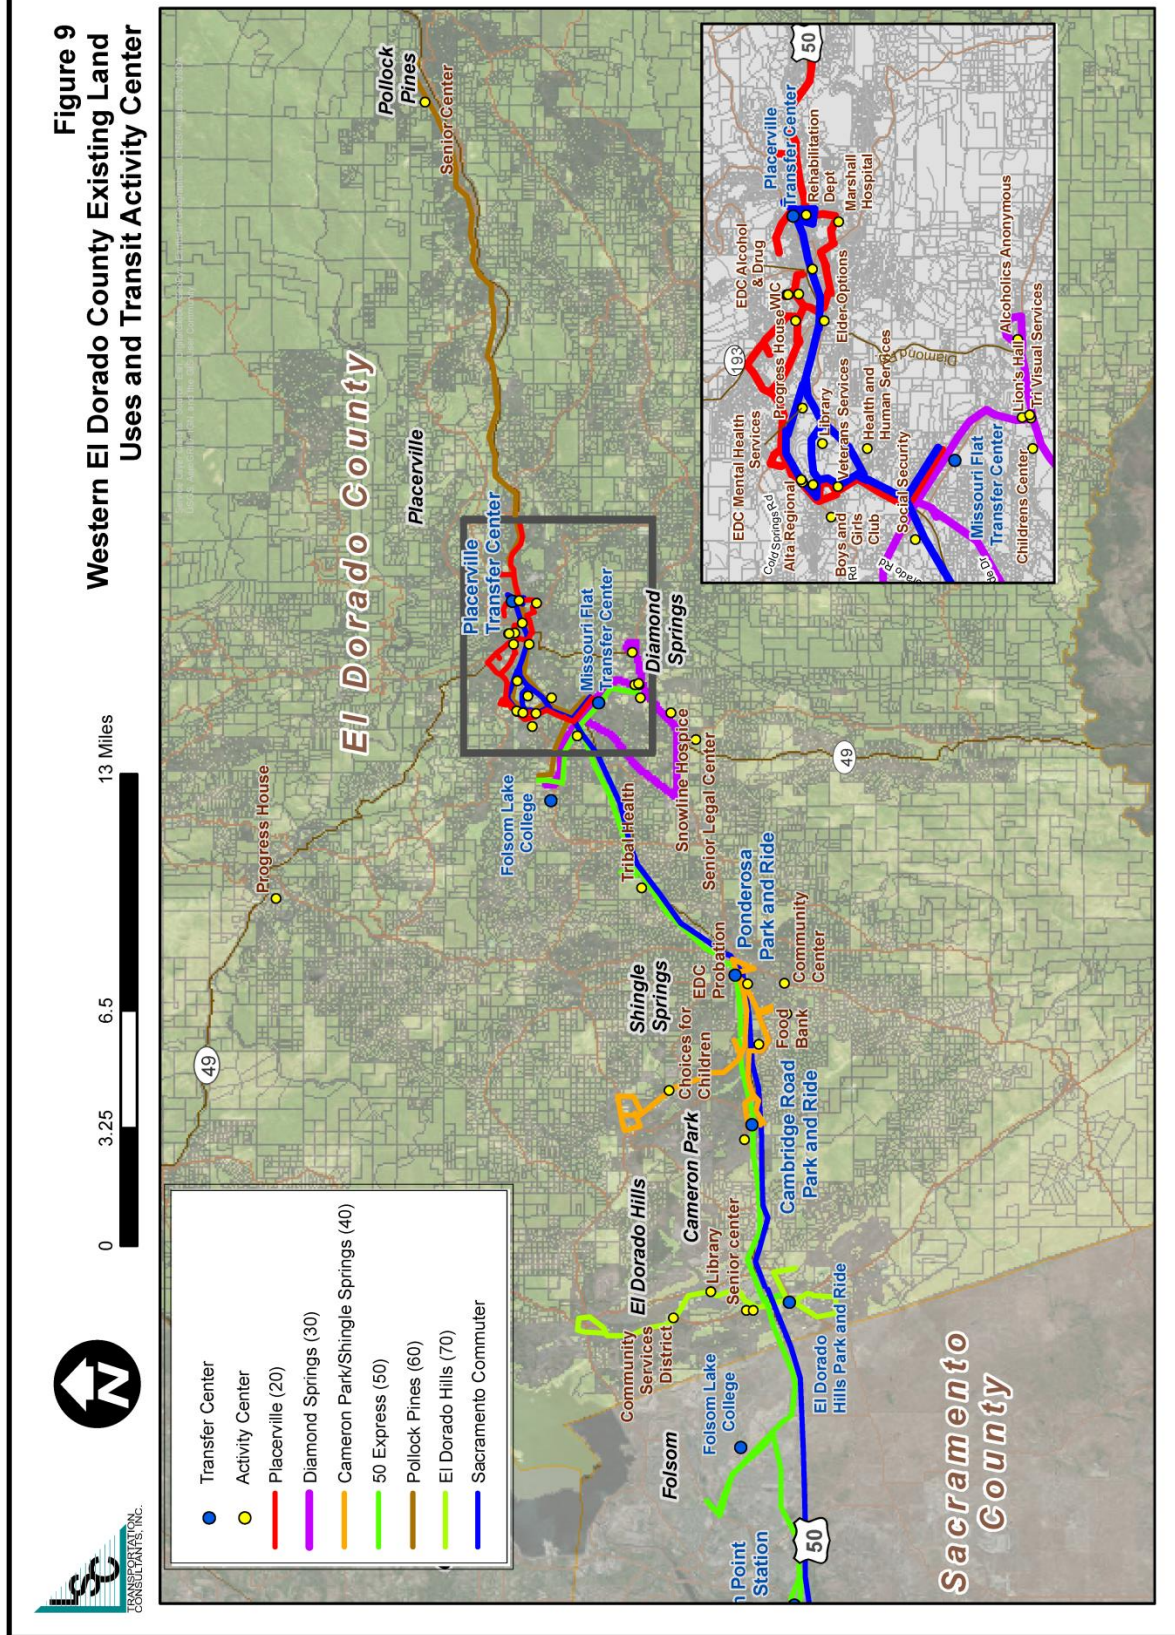 Figure 9
Western El Dorado County Existing Land
Uses and Transit Activity Center
0
3.25
6.5
13 Miles
N
LSC
TRANSPORTATION
CONSULTANTS, INC.
Transfer Center
Activity Center
Placerville (20)
Diamond Springs (30)
Cameron Park/Shingle Springs (40)
50 Express (50)
Pollock Pines (60)
El Dorado Hills (70)
Sacramento Commuter
49
Progress House
El Dorado County
Placerville
Pollock
Pines
Senior Center
Placerville
Transfer Center
Missouri Flat
Transfer Center
Diamond
Springs
Folsom Lake
College
Tribal Health
Snowline Hospice
Senior Legal Center
49
Shingle
Springs
EDC
Probation
Ponderosa
Park and Ride
Community
Center
Choices for
Children
Food
Bank
Cameron Park
Cambridge Road
Park and Ride
El Dorado Hills
Library
Senior center
Community
Services
District
El Dorado
Hills Park and Ride
Folsom
Folsom Lake
College
Point
Station
50
Sacramento
County
50
193
Placerville
Transfer Center
Rehabilitation
Dept
Marshall
Hospital
EDC Alcohol
& Drug
WIC
Progress House
Elder Options
EDC Mental Health
Services
Library
Veterans Services
Health and
Human Services
Cold Springs Rd
Alta Regional
Boys and
Girls
Club
Rd
Social Security
Diamond
Missouri Flat
Transfer Center
orado Rd
de Dr
Alcoholics Anonymous
Lion's Hall
Tri Visual Services
Childrens Center